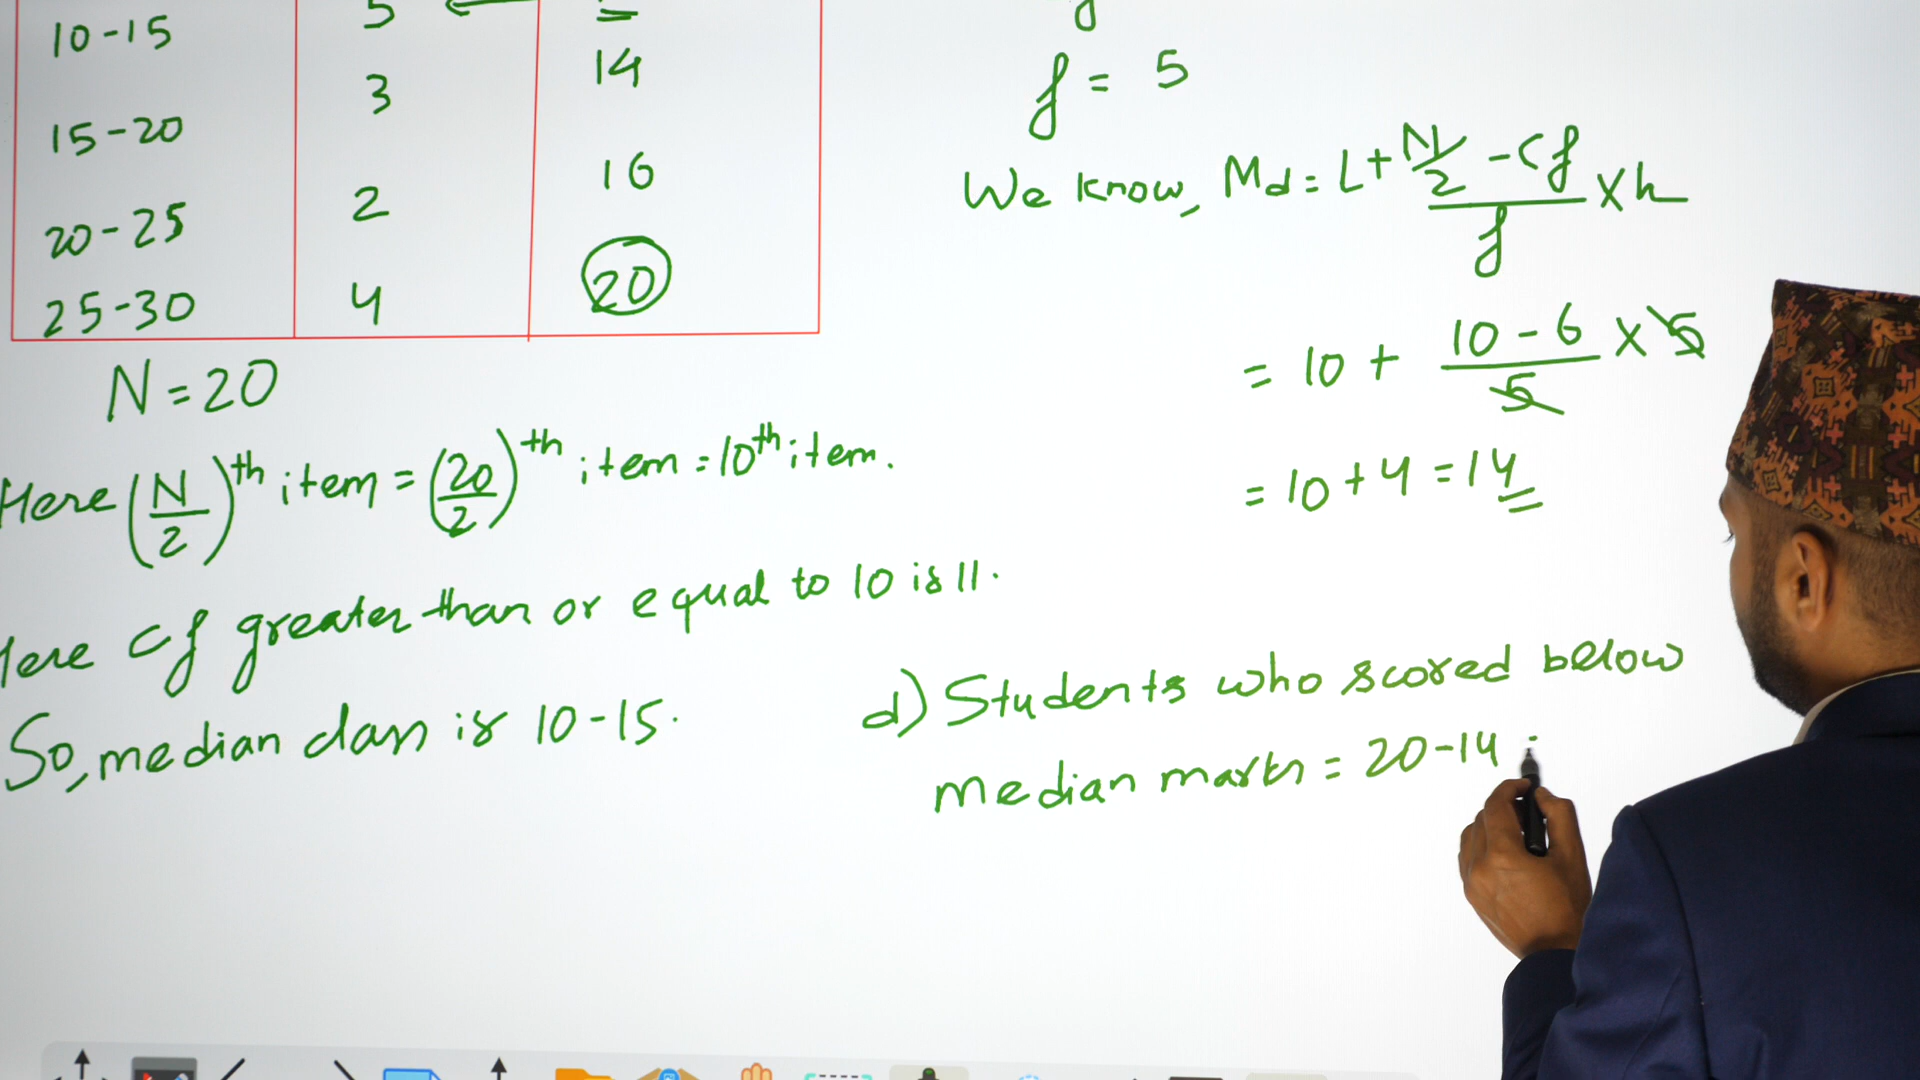 10-15 5
14
15-20 3
16
20-25 2
20
25-30 4
N=20
Here (N/2)th item = (20/2)th item = 10th item.
Here cf greater than or equal to 10 is 11.
So, median class is 10-15.
f = 5
We know, Md = L + N/2 - cf / f × h
= 10 + 10-6 / 5 × 5
= 10 + 4 = 14
d) Students who scored below
median marks = 20-14